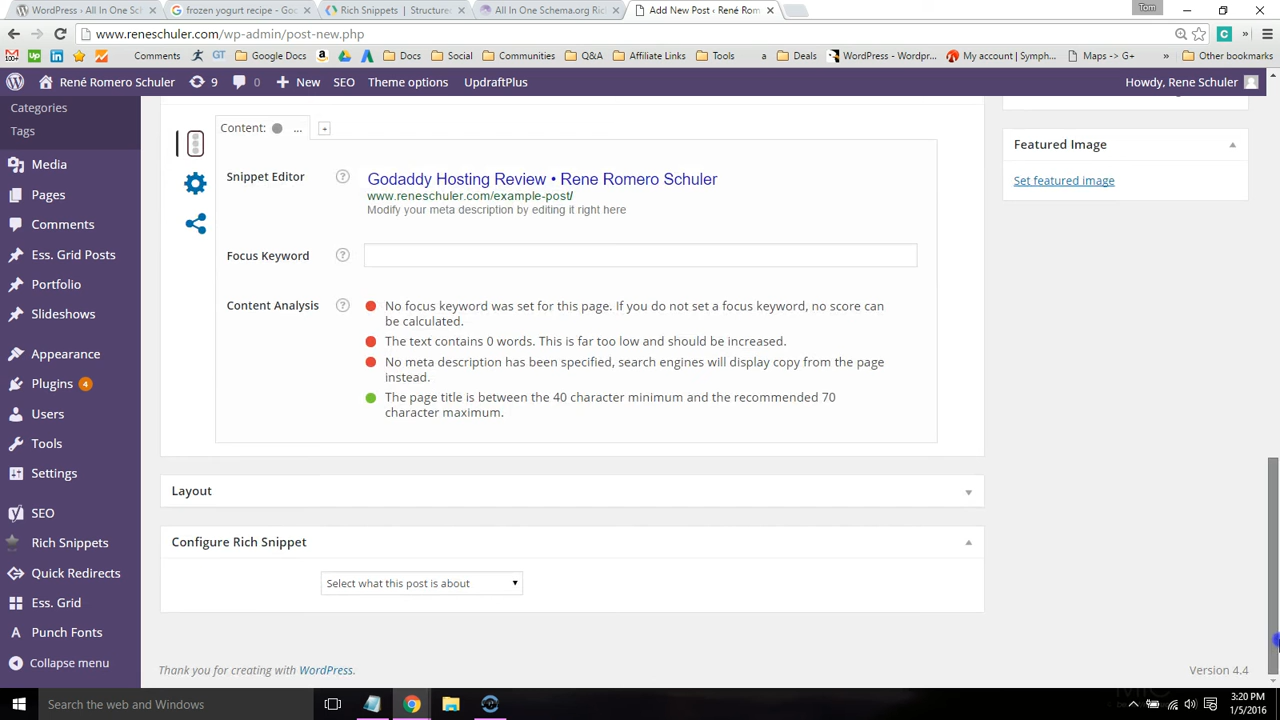 WordPress › All In One Sc
frozen yogurt recipe - Go
Rich Snippets | Structure
All In One Schema.org Ric
Add New Post ‹ René Rom
Tom
www.reneschuler.com/wp-admin/post-new.php
Comments
Google Docs
Docs
Social
Comments
Q&A
Affiliate Links
Tools
a
Deals
WordPress - Wordpr...
My account | Symph...
Maps -> G+
»
Other bookmarks
René Romero Schuler
9
0
New
SEO
Theme options
UpdraftPlus
Howdy, Rene Schuler
Categories
Tags
Media
Pages
Comments
Ess. Grid Posts
Portfolio
Slideshows
Appearance
Plugins 4
Users
Tools
Settings
SEO
Rich Snippets
Quick Redirects
Ess. Grid
Punch Fonts
Collapse menu
Content: ...
+
Snippet Editor ?
Godaddy Hosting Review • Rene Romero Schuler
www.reneschuler.com/example-post/
Modify your meta description by editing it right here
Focus Keyword ?
Content Analysis ?
No focus keyword was set for this page. If you do not set a focus keyword, no score can
be calculated.
The text contains 0 words. This is far too low and should be increased.
No meta description has been specified, search engines will display copy from the page
instead.
The page title is between the 40 character minimum and the recommended 70
character maximum.
Layout
Configure Rich Snippet
Select what this post is about
Featured Image
Set featured image
Thank you for creating with WordPress.
Version 4.4
Search the web and Windows
3:20 PM
1/5/2016